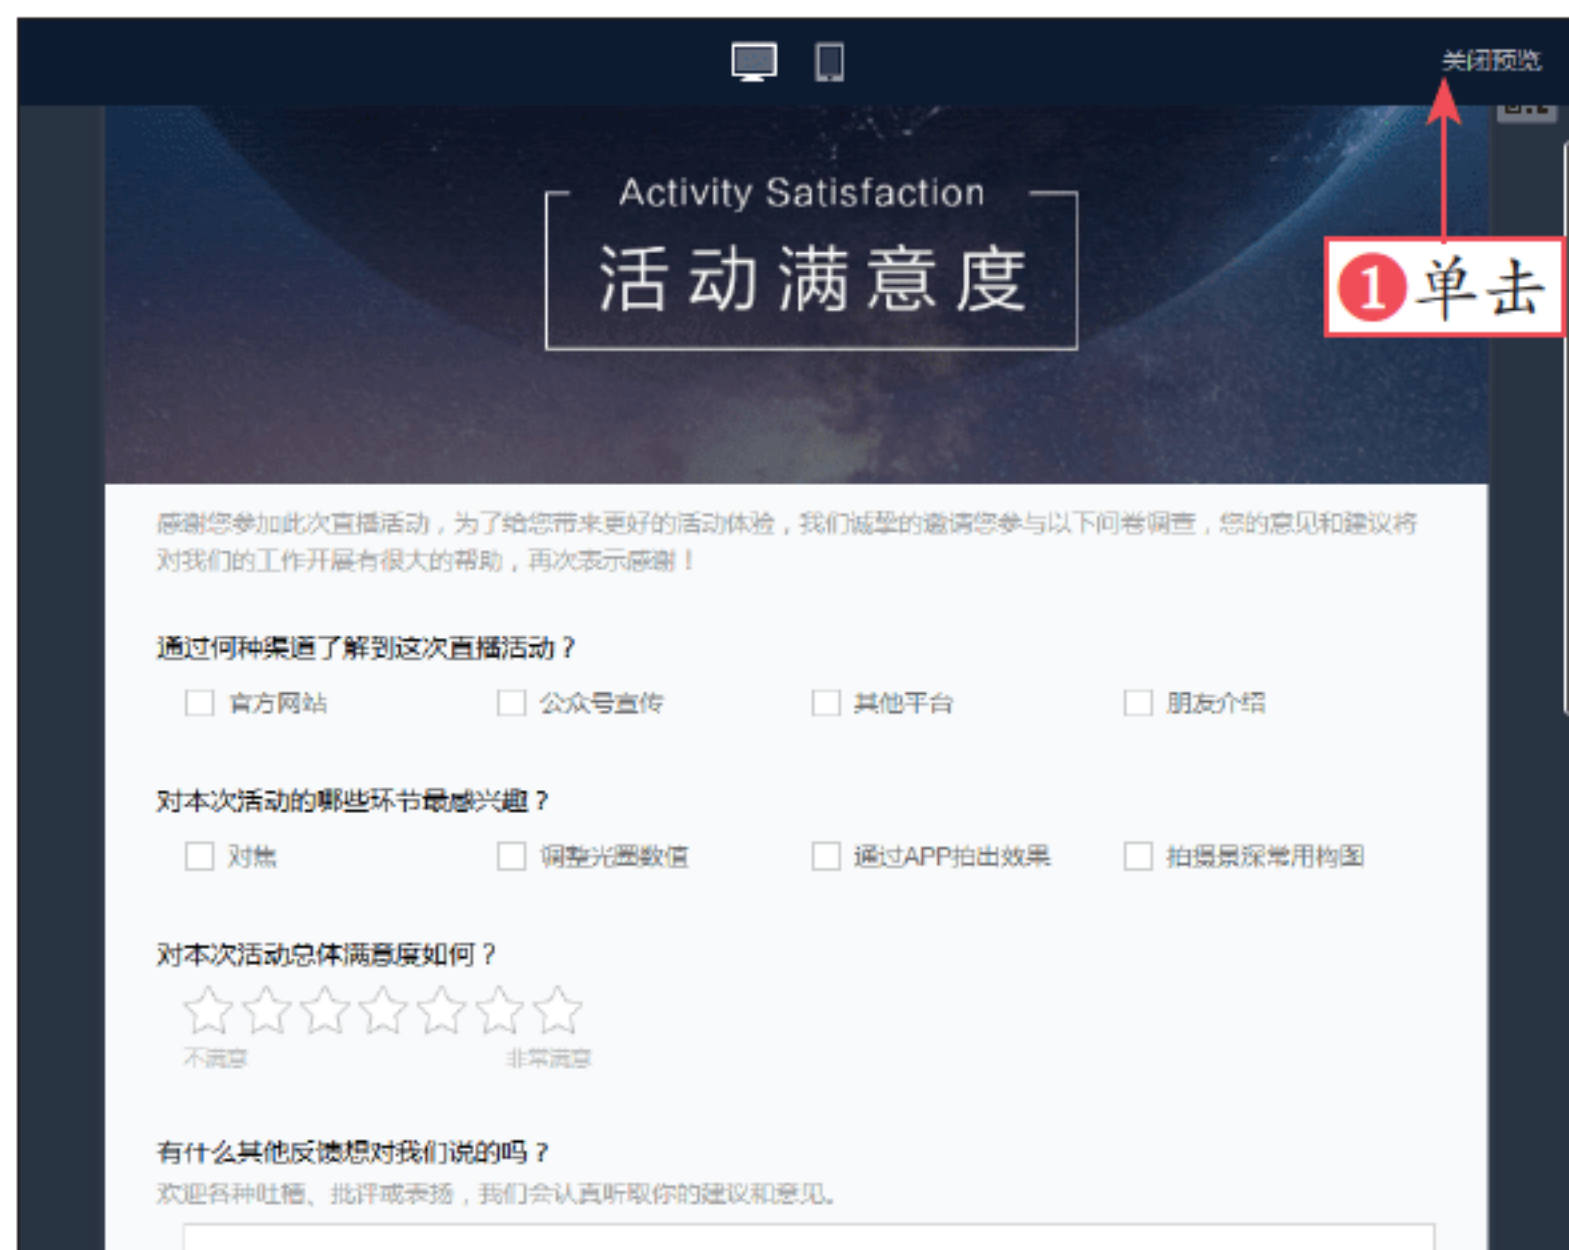 关闭预览
Activity Satisfaction
活动满意度
❶单击
感谢您参加此次直播活动，为了给您带来更好的活动体验，我们诚挚的邀请您参与以下问卷调查，您的意见和建议将
对我们的工作开展有很大的帮助，再次表示感谢！
通过何种渠道了解到这次直播活动？
官方网站 公众号宣传 其他平台 朋友介绍
对本次活动的哪些环节最感兴趣？
对焦 调整光圈数值 通过APP拍出效果 拍摄景深常用构图
对本次活动总体满意度如何？
不满意 非常满意
有什么其他反馈想对我们说的吗？
欢迎各种吐槽、批评或表扬，我们会认真听取你的建议和意见。